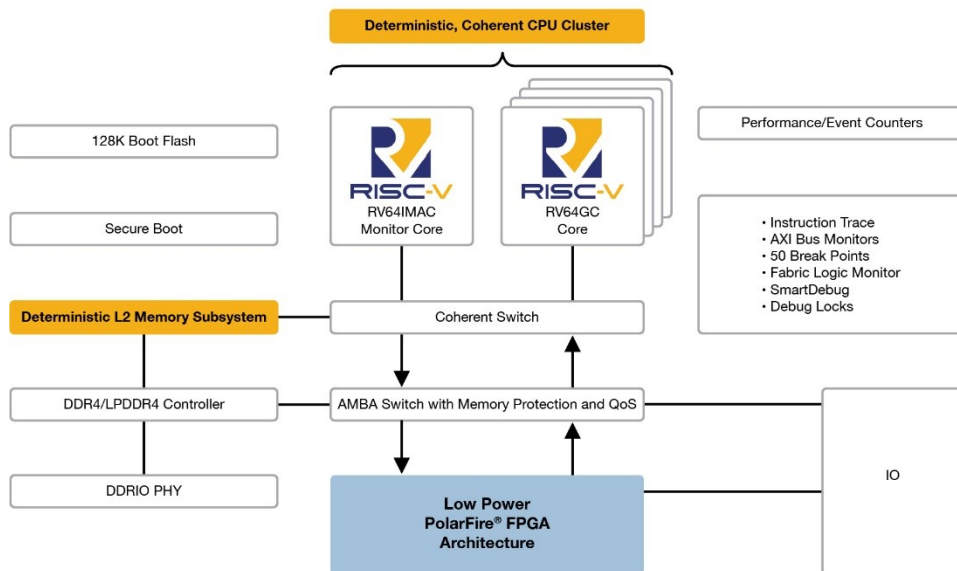 Deterministic, Coherent CPU Cluster
128K Boot Flash
Secure Boot
RISC-V
RV64IMAC
Monitor Core
RISC-V
RV64GC
Core
Performance/Event Counters
• Instruction Trace
• AXI Bus Monitors
• 50 Break Points
• Fabric Logic Monitor
• SmartDebug
• Debug Locks
Deterministic L2 Memory Subsystem
Coherent Switch
DDR4/LPDDR4 Controller
AMBA Switch with Memory Protection and QoS
DDRIO PHY
Low Power
PolarFire® FPGA
Architecture
IO